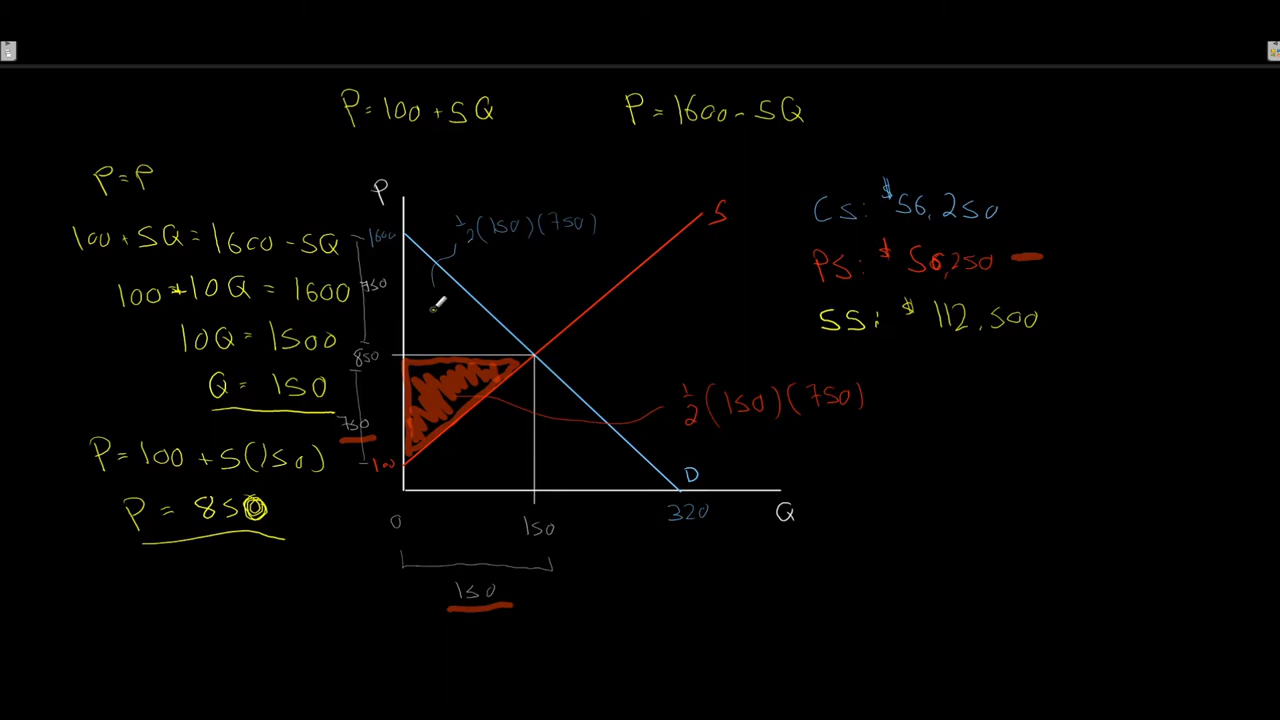 P=100+5Q
P=1600-5Q
P=P
100+5Q=1600-5Q
100+10Q=1600
10Q=1500
Q=150
P=100+5(150)
P=850
P
1600
750
850
750
100
0
150
320
Q
150
S
D
1/2(150)(750)
1/2(150)(750)
CS: $56,250
PS: $56,250
SS: $112,500